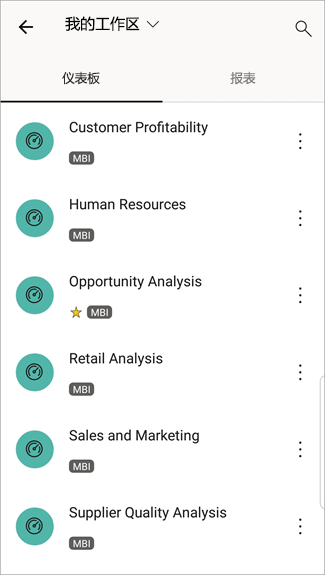 我的工作区
仪表板 报表
Customer Profitability
MBI
Human Resources
MBI
Opportunity Analysis
MBI
Retail Analysis
MBI
Sales and Marketing
MBI
Supplier Quality Analysis
MBI